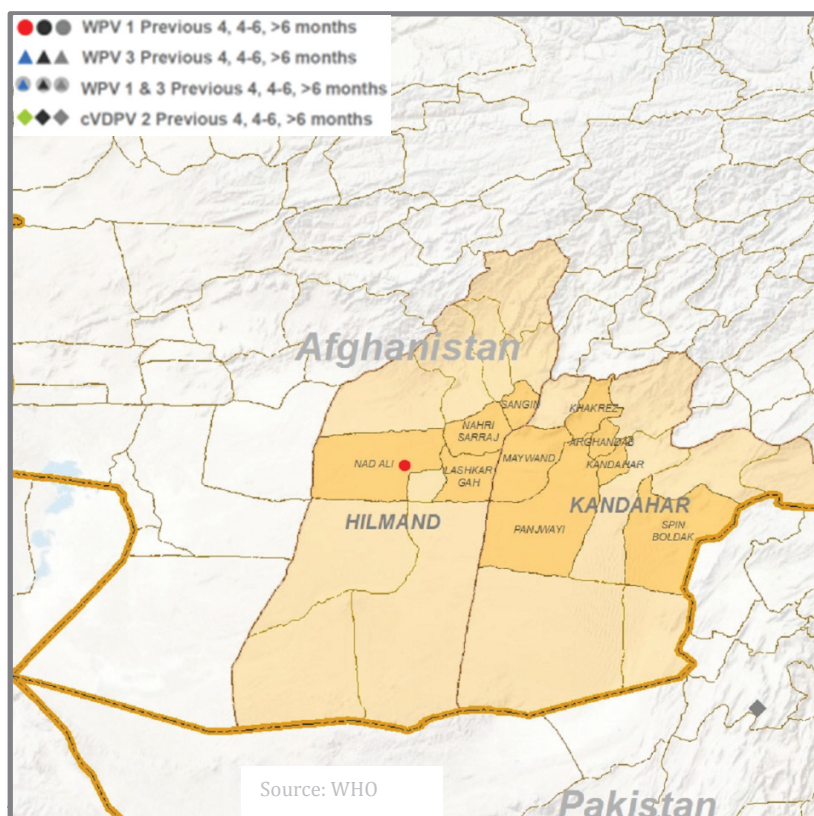 WPV 1 Previous 4, 4-6, >6 months
WPV 3 Previous 4, 4-6, >6 months
WPV 1 & 3 Previous 4, 4-6, >6 months
cVDPV 2 Previous 4, 4-6, >6 months
Afghanistan
SANGIN
KHAKREZ
NAHRI
SARRAJ
ARGHANDAB
NAD ALI
LASHKAR
GAH
MAYWAND
KANDAHAR
HILMAND
KANDAHAR
PANJWAYI
SPIN
BOLDAK
Source: WHO
Pakistan